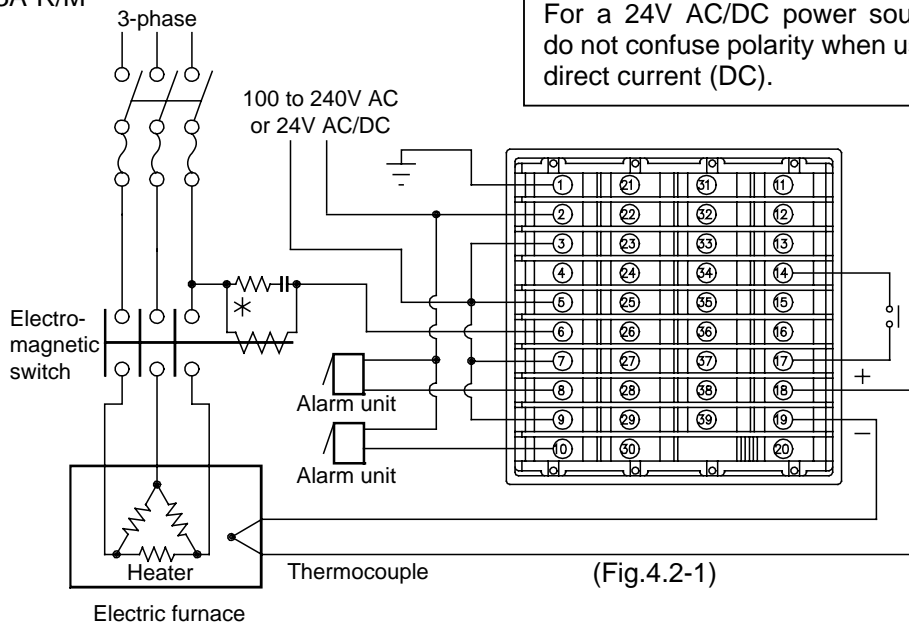 3-phase
For a 24V AC/DC power sou
do not confuse polarity when u
direct current (DC).
100 to 240V AC
or 24V AC/DC
1 21 31 11
2 22 32 12
3 23 33 13
4 24 34 14
5 25 35 15
6 26 36 16
7 27 37 17
8 28 38 18
9 29 39 19
10 30 20
+
−
*
Electro-
magnetic
switch
Alarm unit
Alarm unit
Heater
Thermocouple
(Fig.4.2-1)
Electric furnace